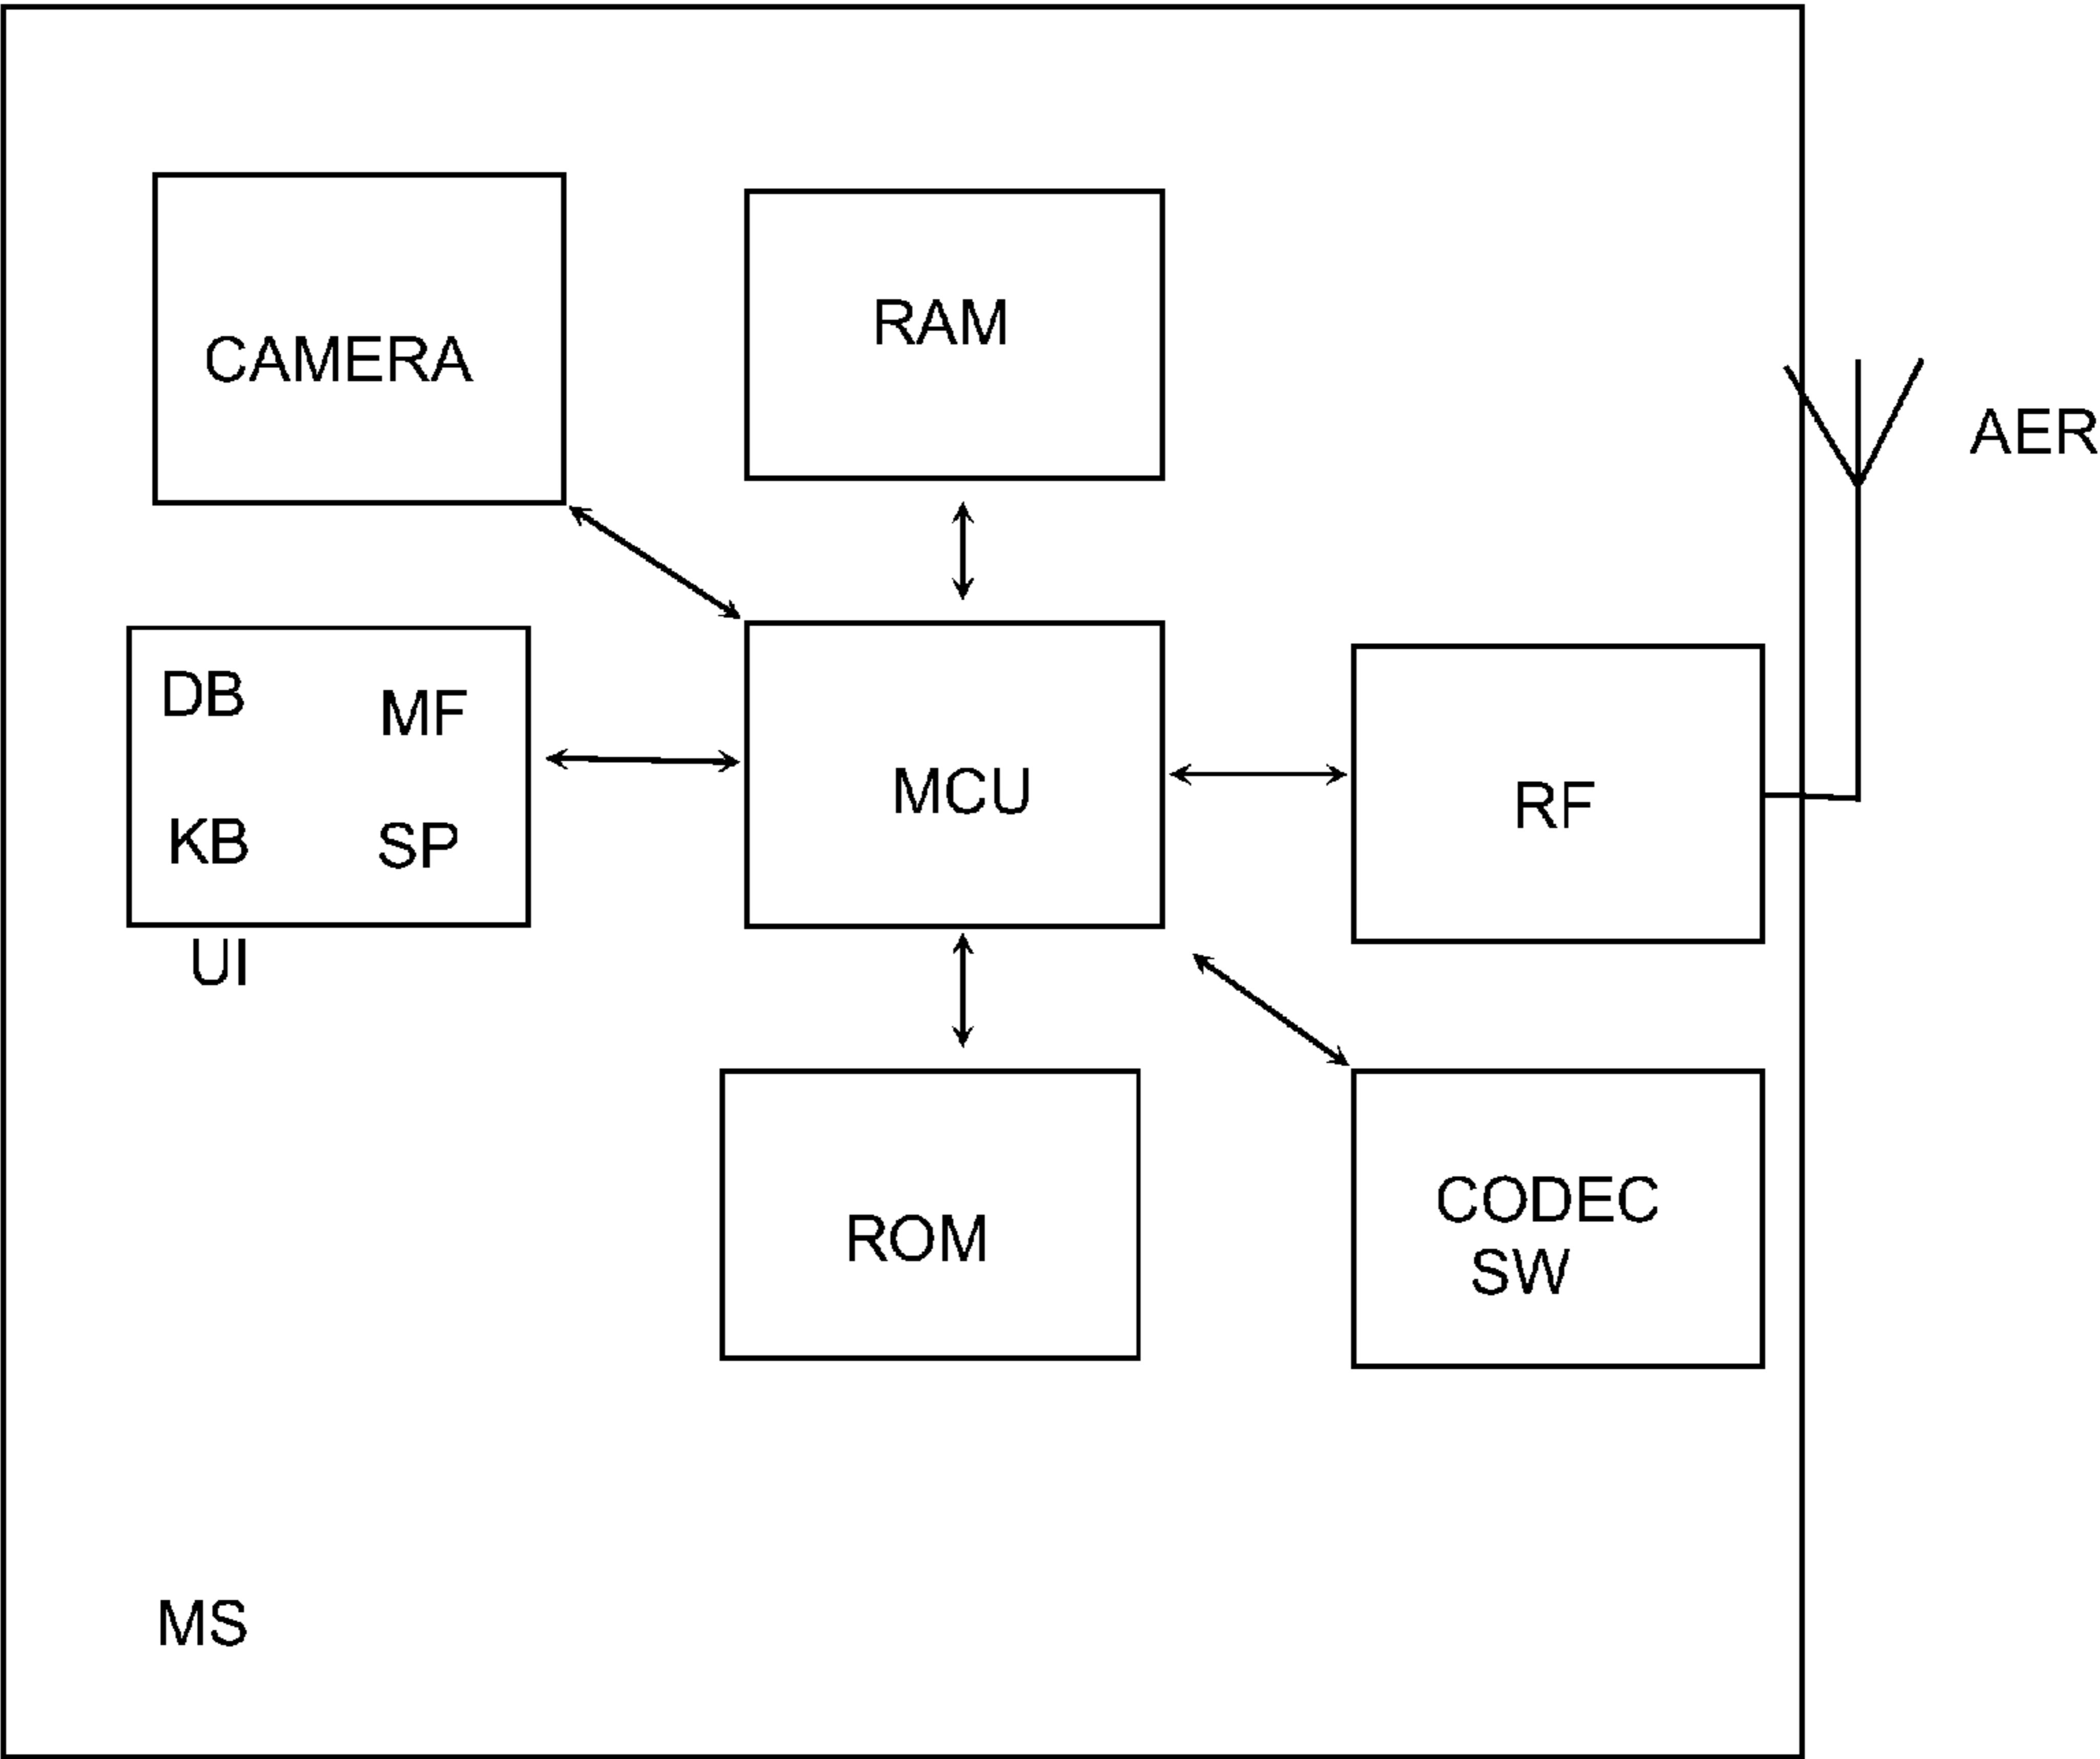 CAMERA
RAM
AER
DB
MF
MCU
RF
KB
SP
UI
ROM
CODEC
SW
MS